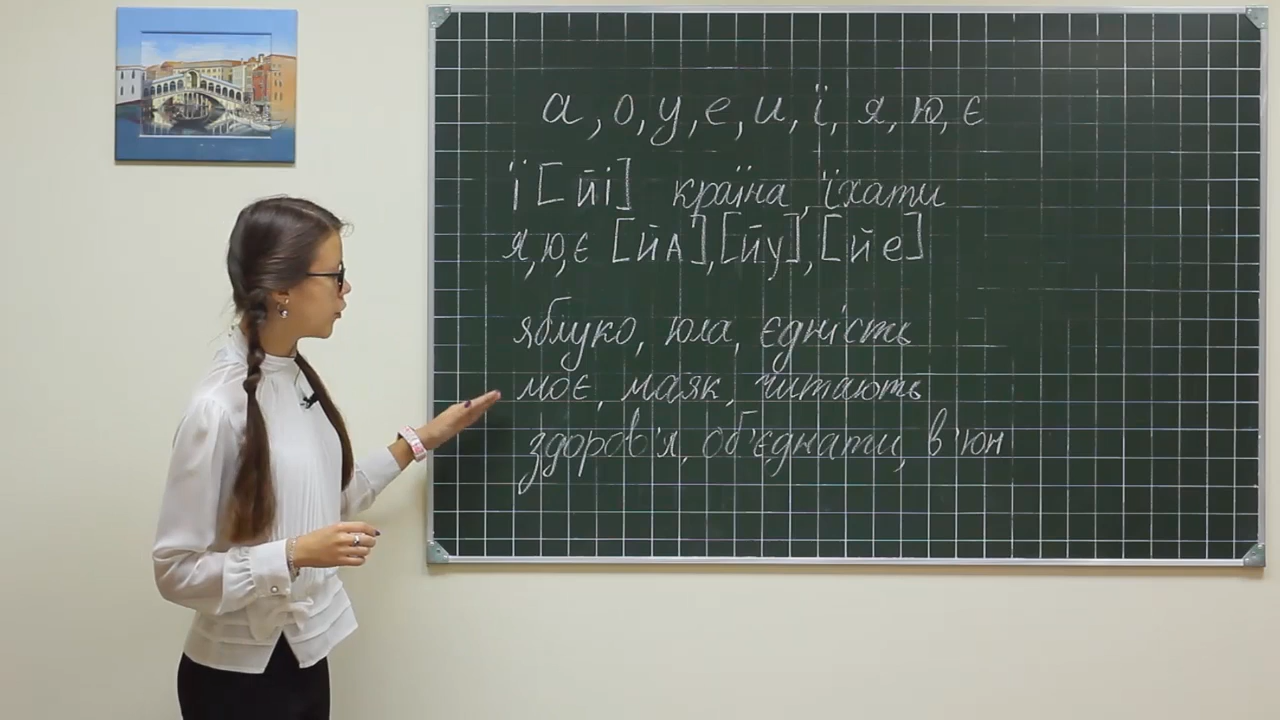 а, о, у, е, и, ї, я, ю, є
ї [йі] країна, їхати
я, ю, є [йа], [йу], [йе]
яблуко, юла, єдність
моє, маяк, читають
здоров'я, об'єднати, в'юн